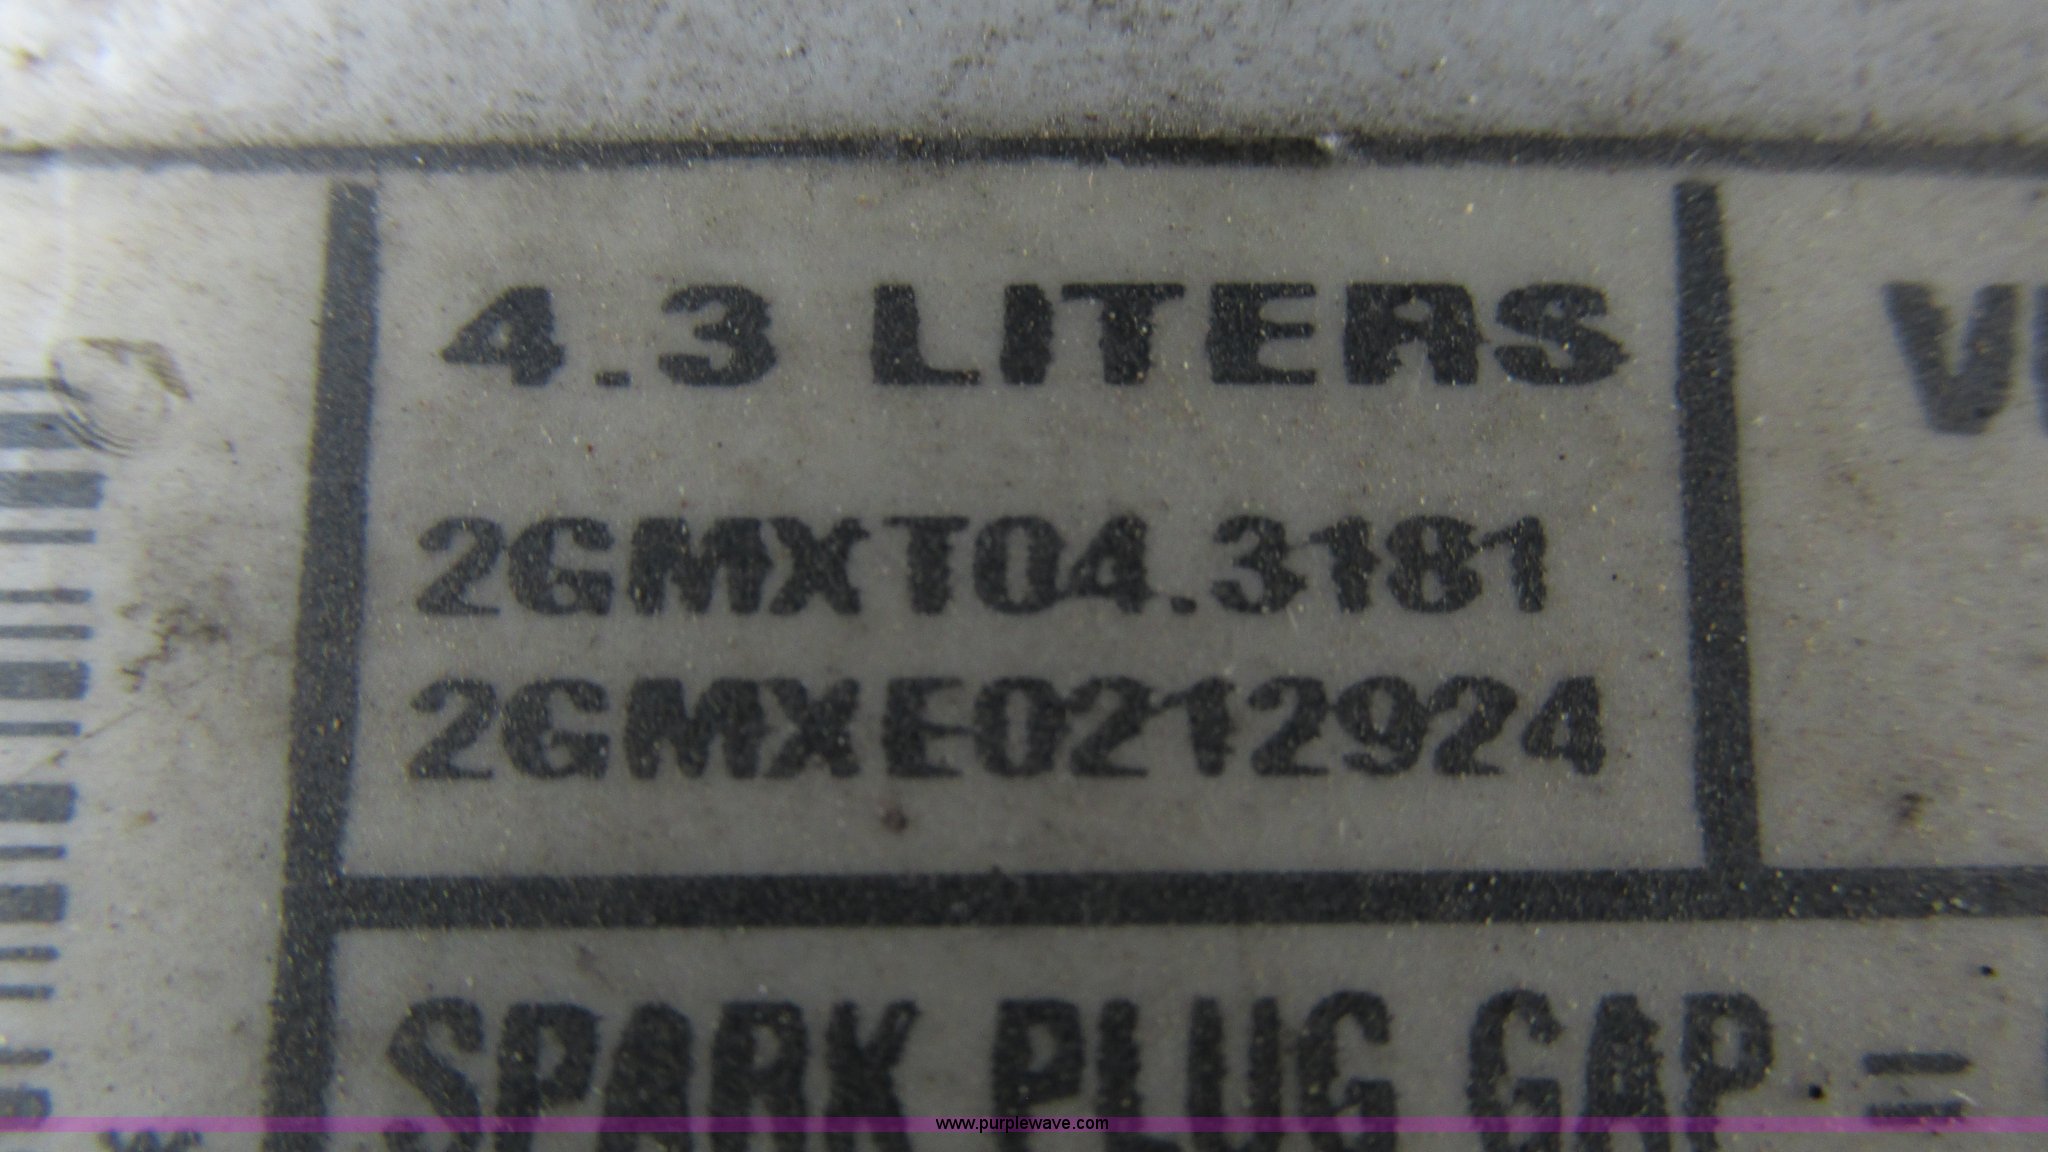 4.3 LITERS
2GMXT04.3181
2GMXE0212924
SPARK PLUG GAP =
www.purplewave.com